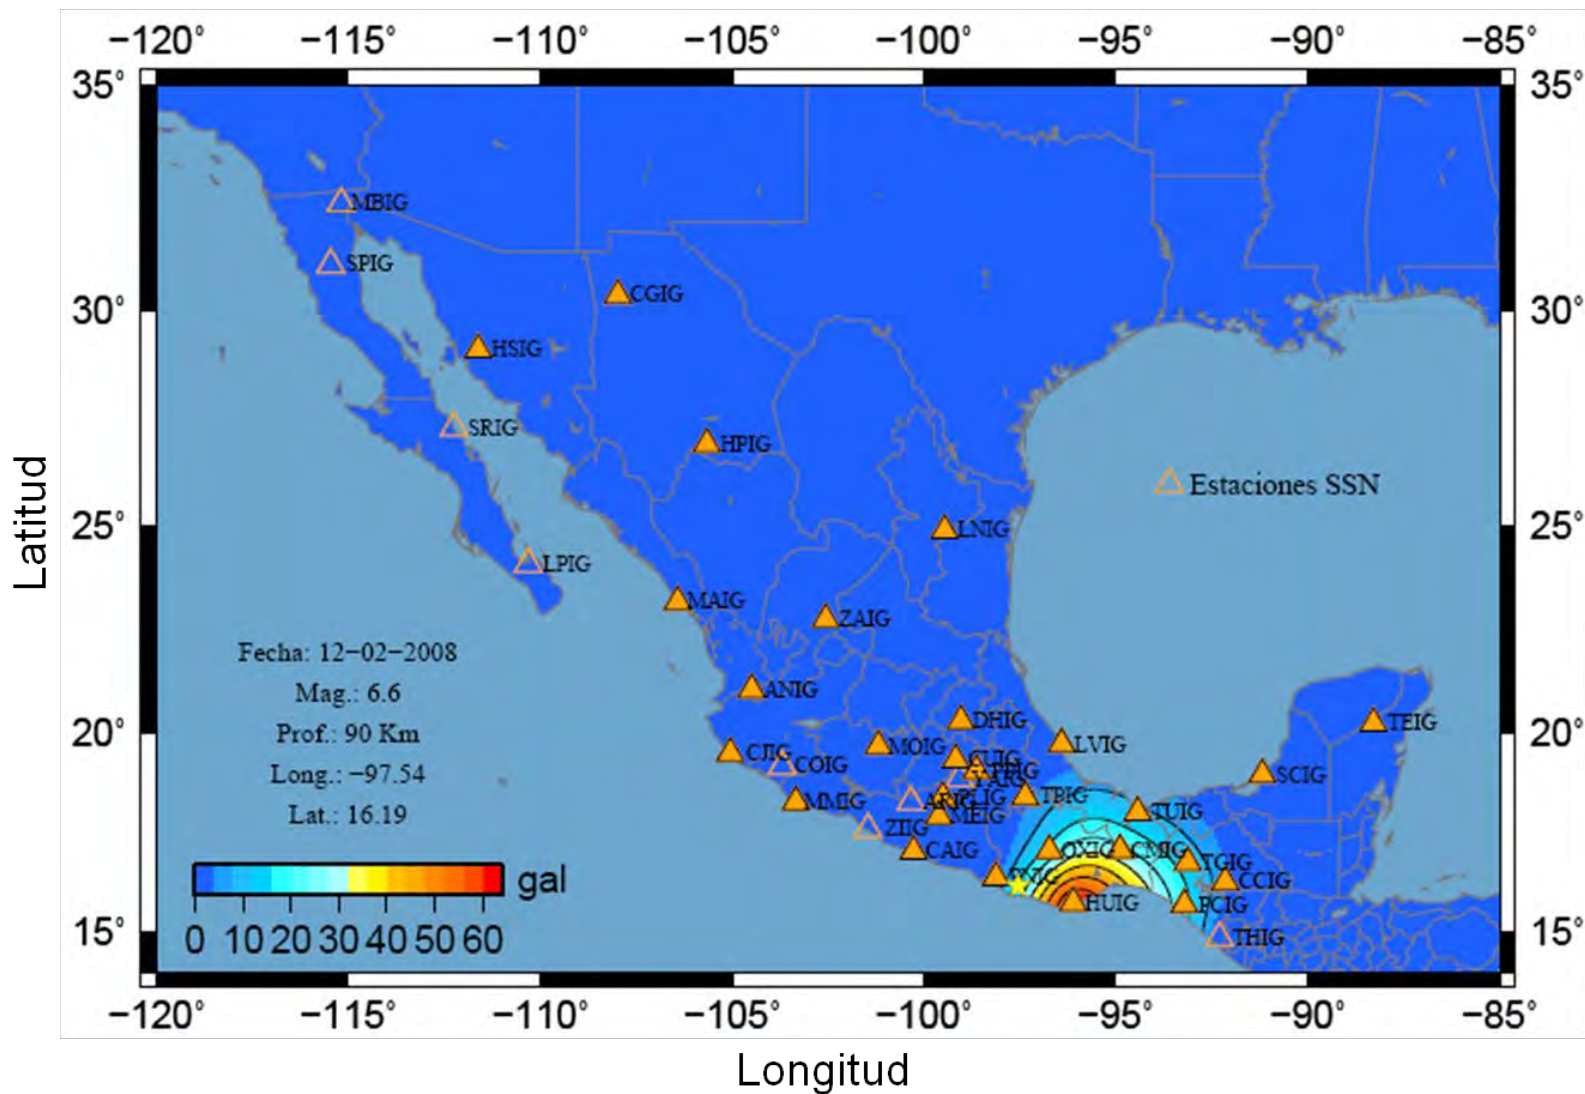 −120° −115° −110° −105° −100° −95° −90° −85°
35° 35°
MBIG
SPIG
CGIG
30° 30°
HSIG
SRIG
HPIG
Estaciones SSN
LNIG
25° 25°
LPIG
MAIG
ZAIG
Fecha: 12−02−2008
Mag.: 6.6
Prof.: 90 Km
Long.: −97.54
Lat.: 16.19
ANIG
DHIG
TEIG
20° 20°
MOIG
LVIG
CJIG
COIG
SCIG
MMIG
TPIG
TUIG
MEIG
ZIIG
CAIG
OXIG
CMIG
TGIG
CCIG
HUIG
PCIG
THIG
gal
0 10 20 30 40 50 60
15° 15°
−120° −115° −110° −105° −100° −95° −90° −85°
Latitud
Longitud